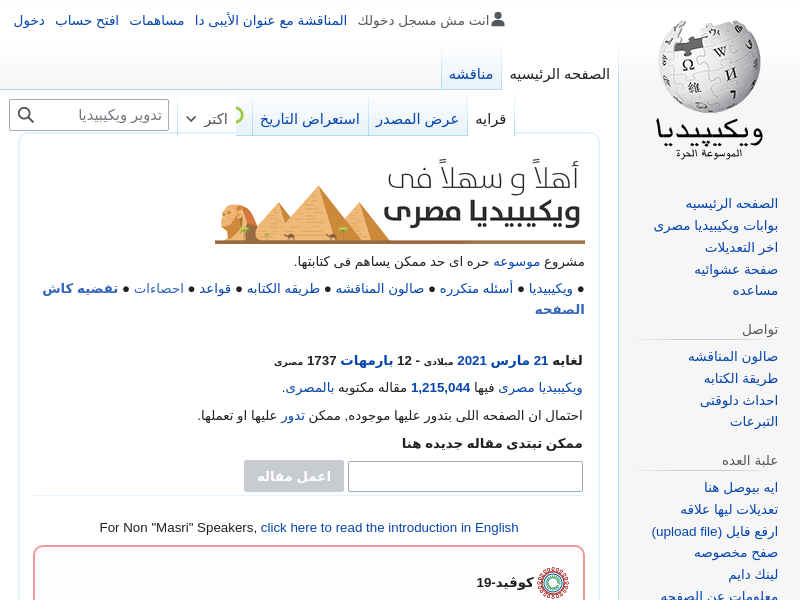 انت مش مسجل دخولك
المناقشة مع عنوان الأيبى دا
مساهمات
افتح حساب
دخول
الصفحه الرئيسيه
مناقشه
قرايه
عرض المصدر
استعراض التاريخ
اكتر
تدوير ويكيبيديا
ويكيپيديا
الموسوعة الحرة
الصفحه الرئيسيه
بوابات ويكيبيديا مصرى
اخر التعديلات
صفحة عشوائيه
مساعده
تواصل
صالون المناقشه
طريقة الكتابه
احداث دلوقتى
التبرعات
علبة العده
ايه بيوصل هنا
تعديلات ليها علاقه
ارفع فايل (upload file)
صفح مخصوصه
لينك دايم
معلومات عن الصفحه
أهلاً و سهلاً فى
ويكيبيديا مصرى
مشروع موسوعه حره اى حد ممكن يساهم فى كتابتها.
● ويكيبيديا ● أسئله متكرره ● صالون المناقشه ● طريقه الكتابه ● قواعد ● احصاءات ● تفضيه كاش
الصفحه
لغايه 21 مارس 2021 ميلادى - 12 بارمهات 1737 مصرى
ويكيبيديا مصرى فيها 1,215,044 مقاله مكتوبه بالمصرى.
احتمال ان الصفحه اللى بتدور عليها موجوده, ممكن تدور عليها او تعملها.
ممكن تبتدى مقاله جديده هنا
اعمل مقاله
For Non "Masri" Speakers, click here to read the introduction in English
كوفيد-19